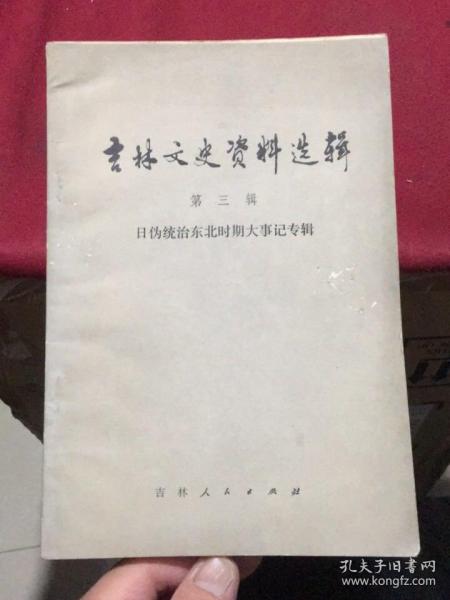 吉林文史资料选辑
第三辑
日伪统治东北时期大事记专辑
吉林人民出版社
孔夫子旧书网
www.kongfz.com